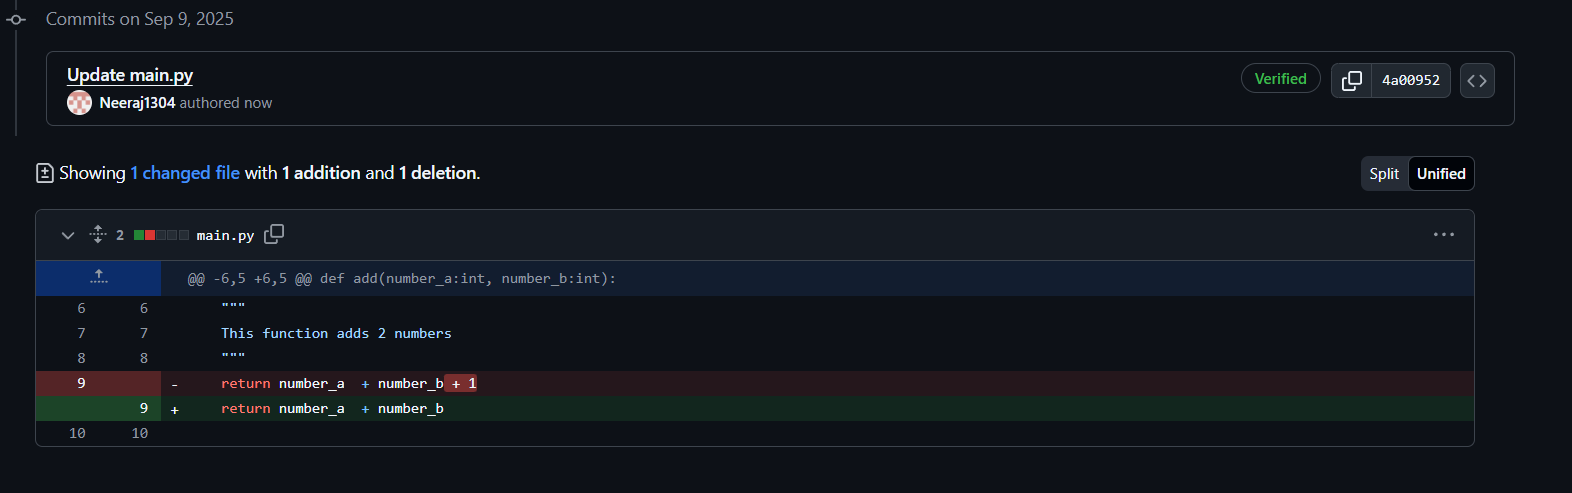 Commits on Sep 9, 2025
Update main.py
Neeraj1304 authored now
Verified
4a00952
Showing 1 changed file with 1 addition and 1 deletion.
Split Unified
2 main.py
@@ -6,5 +6,5 @@ def add(number_a:int, number_b:int):
6 6 """
7 7 This function adds 2 numbers
8 8 """
9 - return number_a  + number_b + 1
9 + return number_a  + number_b
10 10